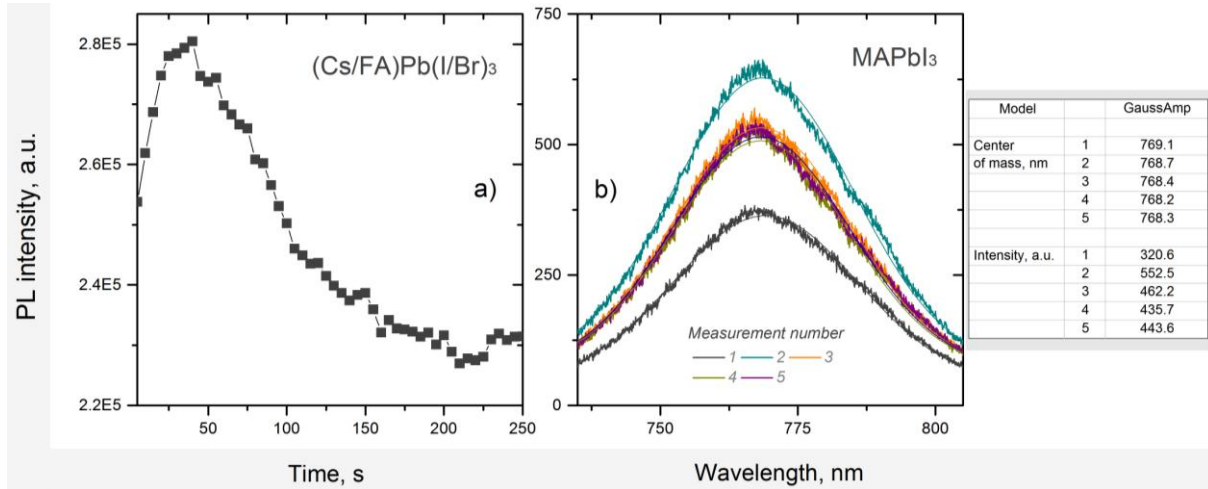 PL intensity, a.u.
2.8E5
2.6E5
2.4E5
2.2E5
(Cs/FA)Pb(I/Br)₃
a)
50 100 150 200 250
Time, s
750
500
250
0
MAPbI₃
b)
Measurement number
1 2 3
4 5
750 775 800
Wavelength, nm
Model GaussAmp
Center 1 769.1
of mass, nm 2 768.7
3 768.4
4 768.2
5 768.3
Intensity, a.u. 1 320.6
2 552.5
3 462.2
4 435.7
5 443.6